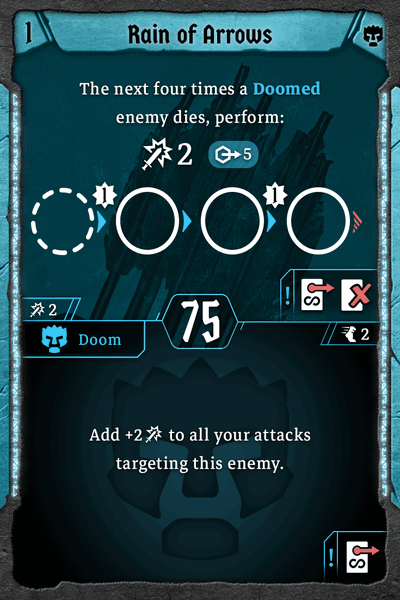 1 Rain of Arrows
The next four times a Doomed
enemy dies, perform:
2 5
1 1
! ∞
2 75
Doom 2
Add +2 to all your attacks
targeting this enemy.
! ∞